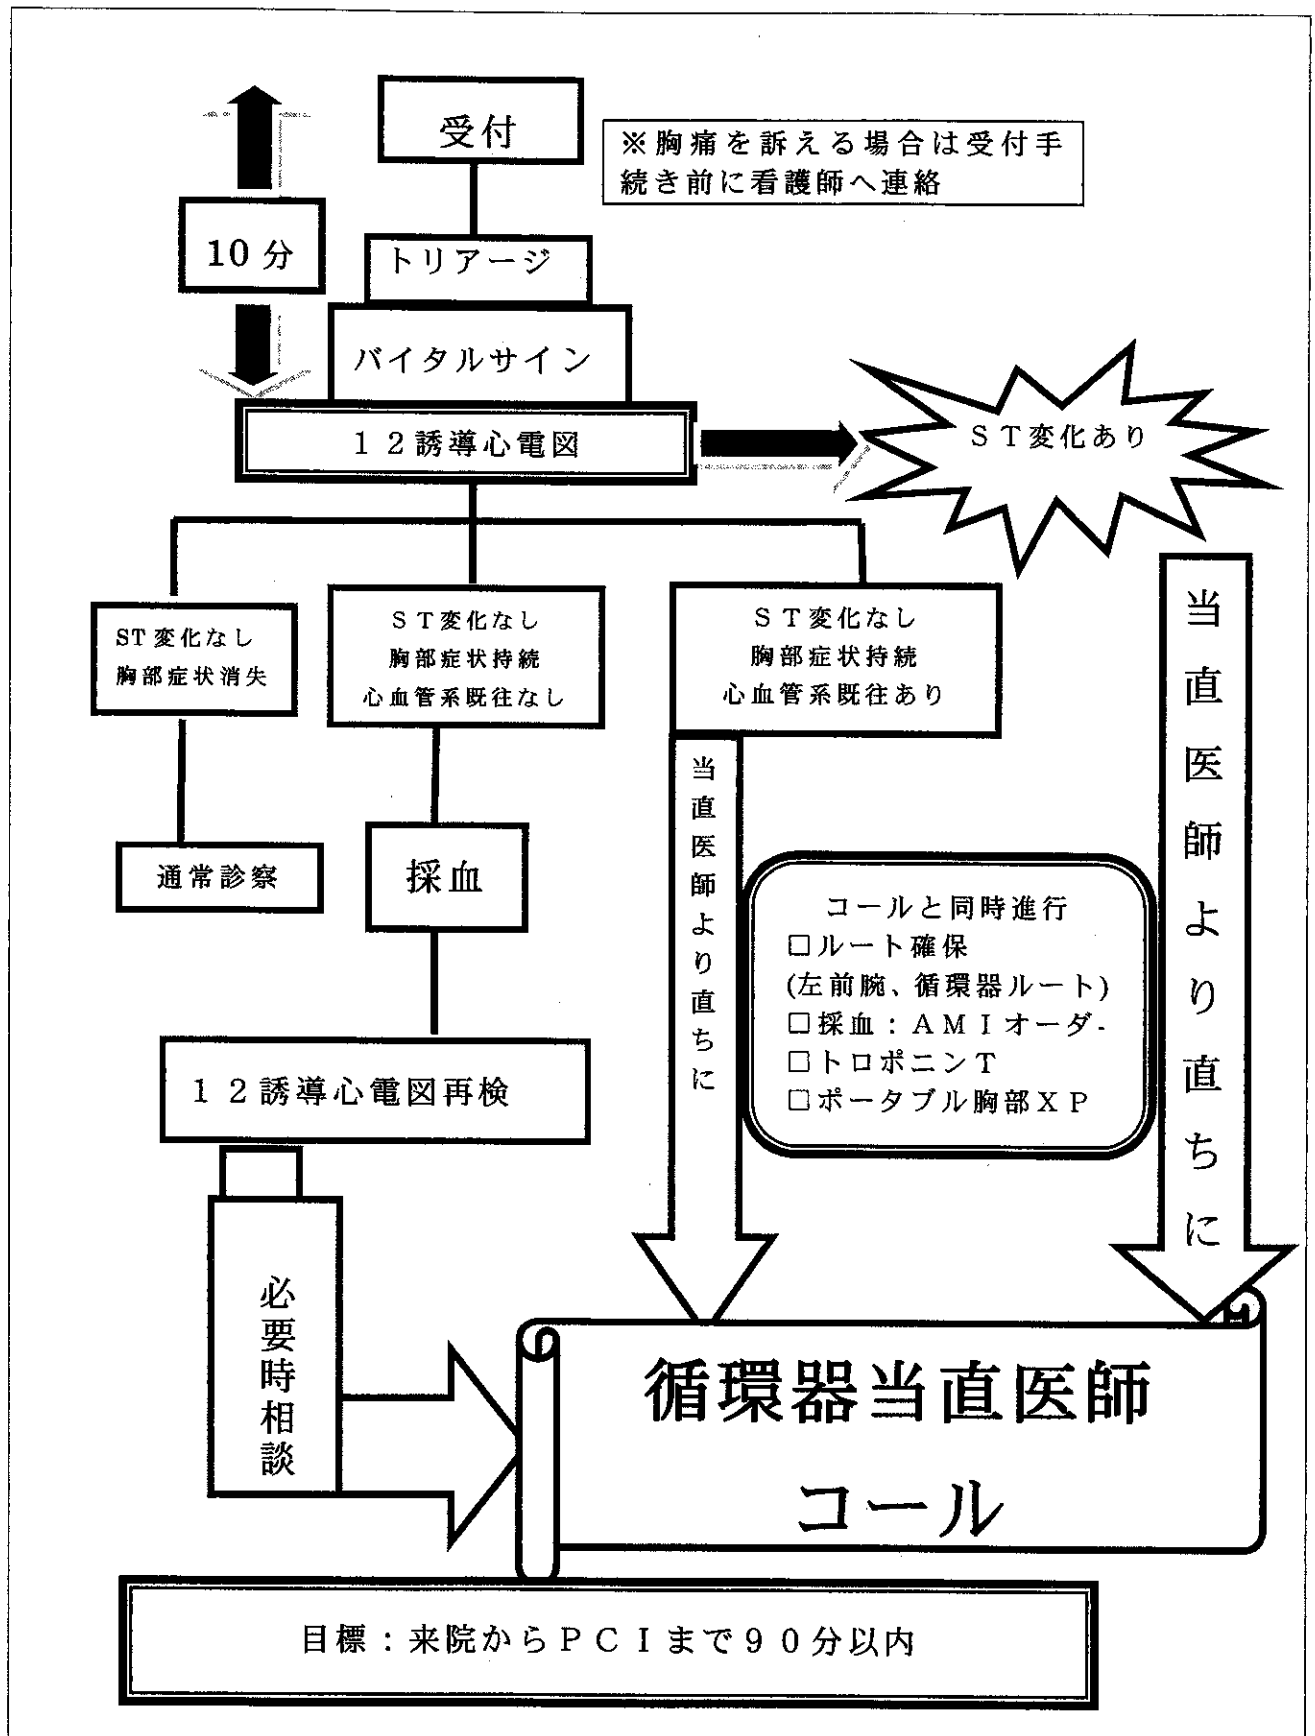 受付
※胸痛を訴える場合は受付手
続き前に看護師へ連絡
10分
トリアージ
バイタルサイン
１２誘導心電図
ＳＴ変化あり
ST変化なし
胸部症状消失
ＳＴ変化なし
胸部症状持続
心血管系既往なし
ＳＴ変化なし
胸部症状持続
心血管系既往あり
通常診察
採血
１２誘導心電図再検
必要時相談
当直医師より直ちに
コールと同時進行
□ルート確保
(左前腕、循環器ルート)
□採血：ＡＭＩオーダ-
□トロポニンＴ
□ポータブル胸部ＸＰ
当直医師より直ちに
循環器当直医師
コール
目標：来院からＰＣＩまで９０分以内